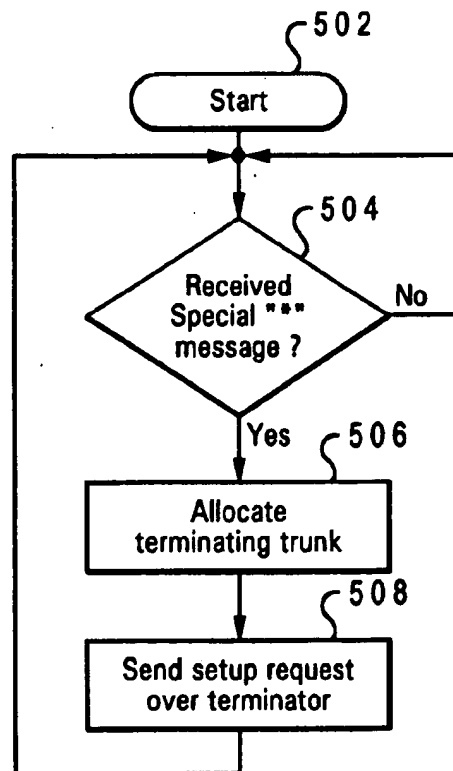 502
Start
504
Received
Special "*"
message ?
No
Yes
506
Allocate
terminating trunk
508
Send setup request
over terminator